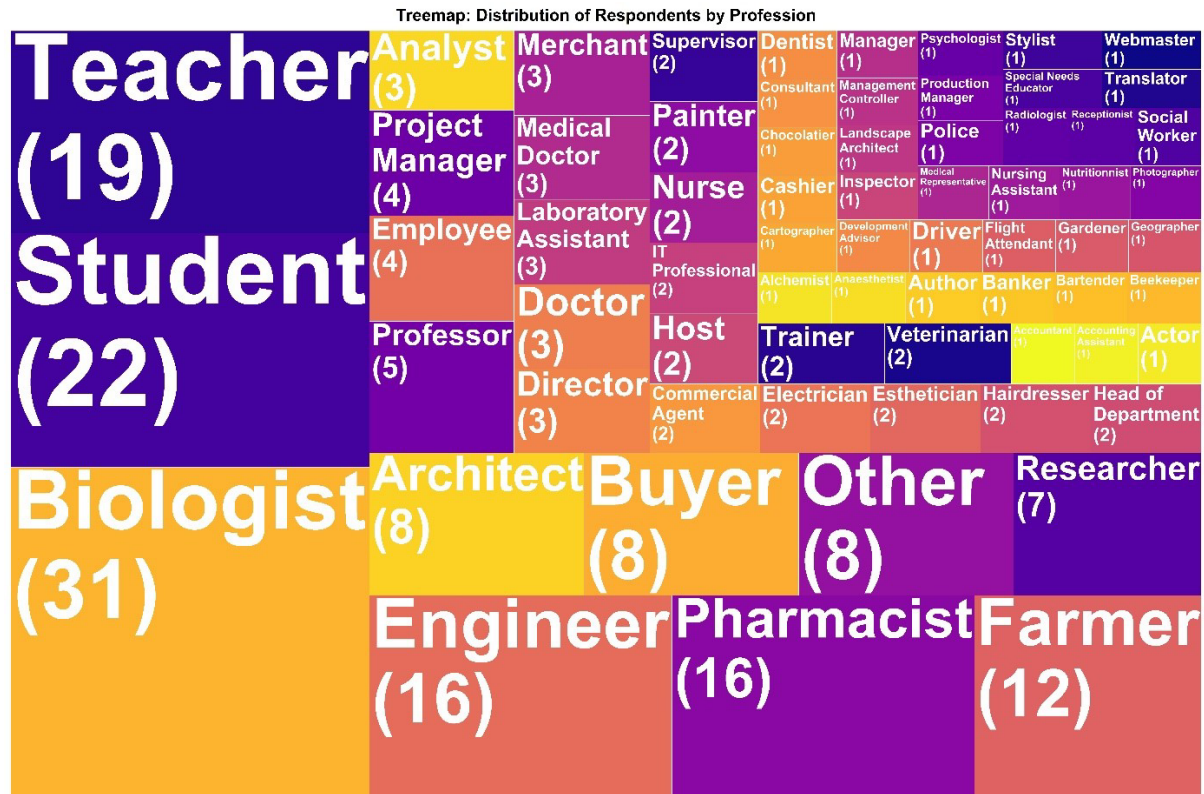 Treemap: Distribution of Respondents by Profession
Teacher
(19)
Student
(22)
Biologist
(31)
Analyst
(3)
Project
Manager
(4)
Employee
(4)
Professor
(5)
Merchant
(3)
Medical
Doctor
(3)
Laboratory
Assistant
(3)
Doctor
(3)
Director
(3)
Supervisor
(2)
Painter
(2)
Nurse
(2)
IT
Professional
(2)
Host
(2)
Commercial
Agent
(2)
Electrician
(2)
Esthetician
(2)
Hairdresser
(2)
Head of
Department
(2)
Dentist
(1)
Consultant
(1)
Chocolatier
(1)
Cashier
(1)
Cartographer
(1)
Manager
(1)
Management
Controller
(1)
Landscape
Architect
(1)
Inspector
(1)
Development
Advisor
(1)
Psychologist
(1)
Production
Manager
(1)
Police
(1)
Stylist
(1)
Special Needs
Educator
(1)
Radiologist
(1)
Receptionist
(1)
Webmaster
(1)
Translator
(1)
Social
Worker
(1)
Medical
Representative
(1)
Nursing
Assistant
(1)
Nutritionnist
(1)
Photographer
(1)
Driver
(1)
Flight
Attendant
(1)
Gardener
(1)
Geographer
(1)
Alchemist
(1)
Anaesthetist
(1)
Author
(1)
Banker
(1)
Bartender
(1)
Beekeeper
(1)
Trainer
(2)
Veterinarian
(2)
Accountant
(1)
Accounting
Assistant
(1)
Actor
(1)
Architect
(8)
Buyer
(8)
Other
(8)
Researcher
(7)
Engineer
(16)
Pharmacist
(16)
Farmer
(12)